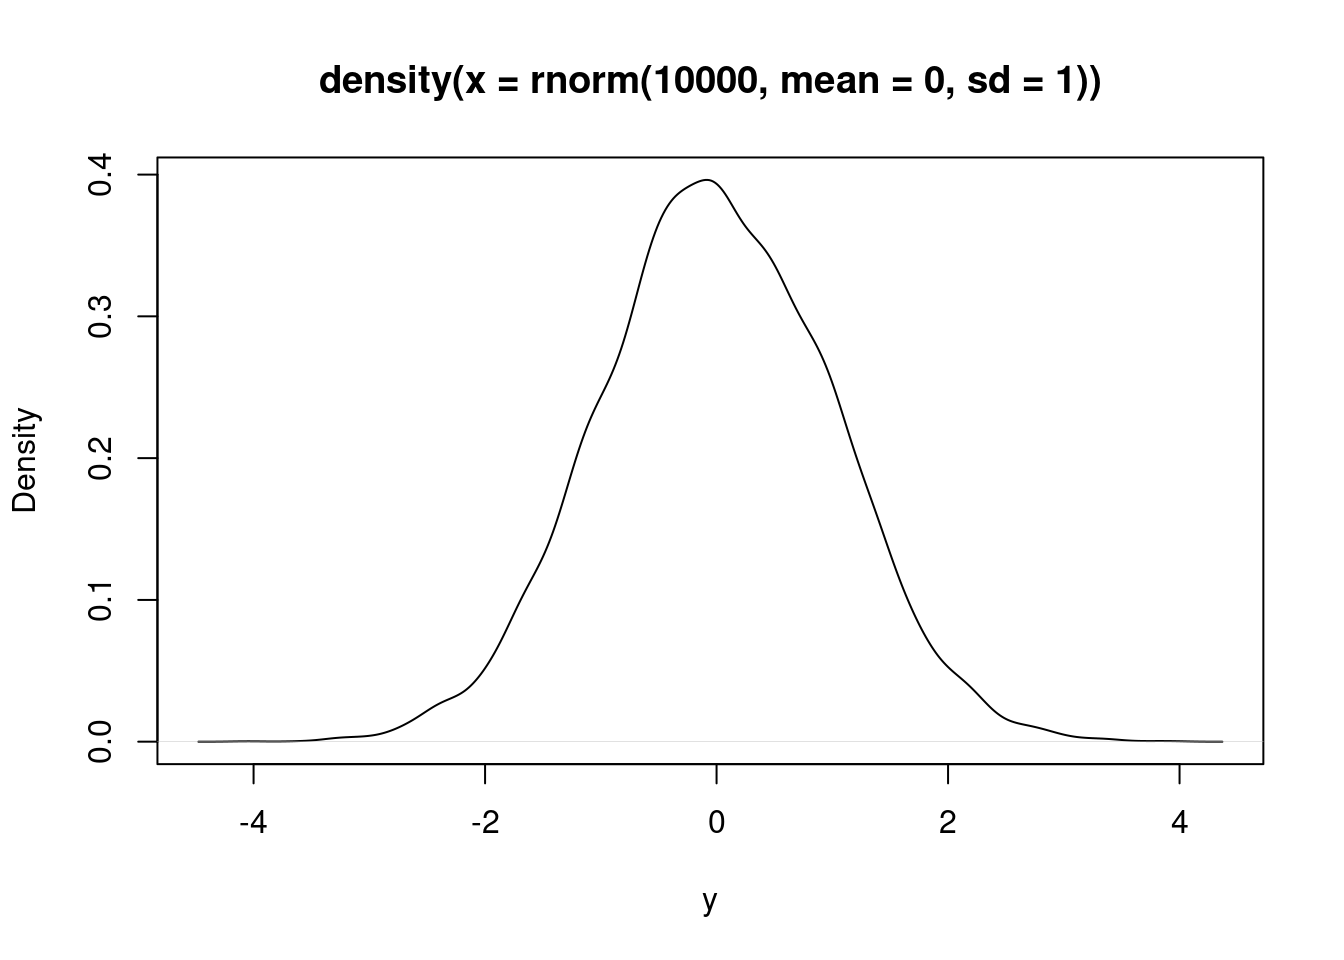 density(x = rnorm(10000, mean = 0, sd = 1))
0.4
0.3
0.2
0.1
0.0
Density
-4 -2 0 2 4
y